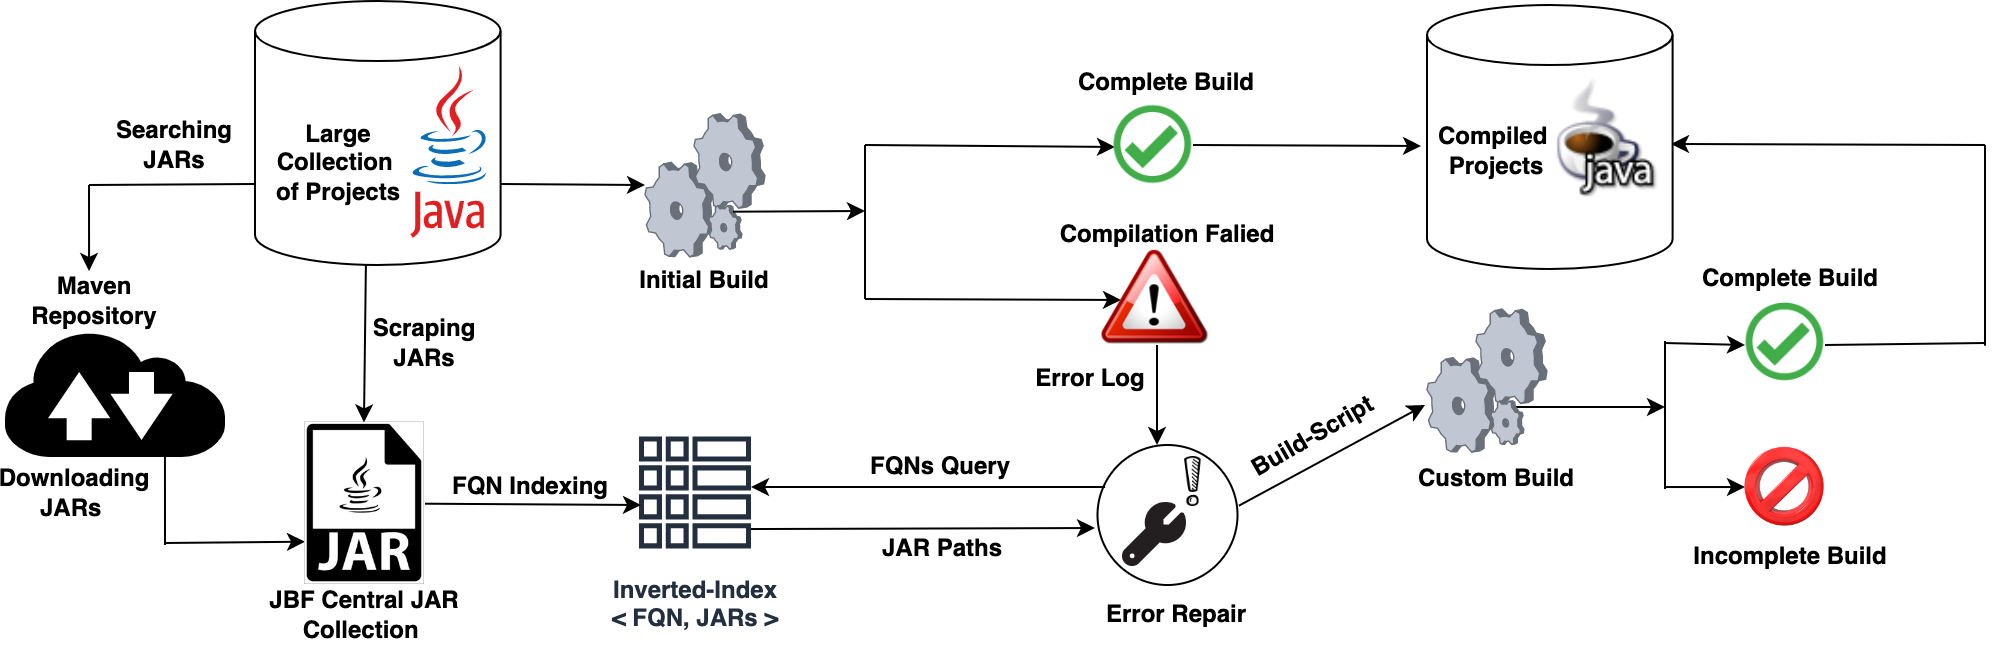 Searching
JARs
Large
Collection
of Projects
Java
Maven
Repository
Scraping
JARs
Downloading
JARs
JAR
JBF Central JAR
Collection
FQN Indexing
Inverted-Index
< FQN, JARs >
Initial Build
Complete Build
Compilation Falied
Error Log
FQNs Query
JAR Paths
Error Repair
Build-Script
Custom Build
Compiled
Projects
java
Complete Build
Incomplete Build